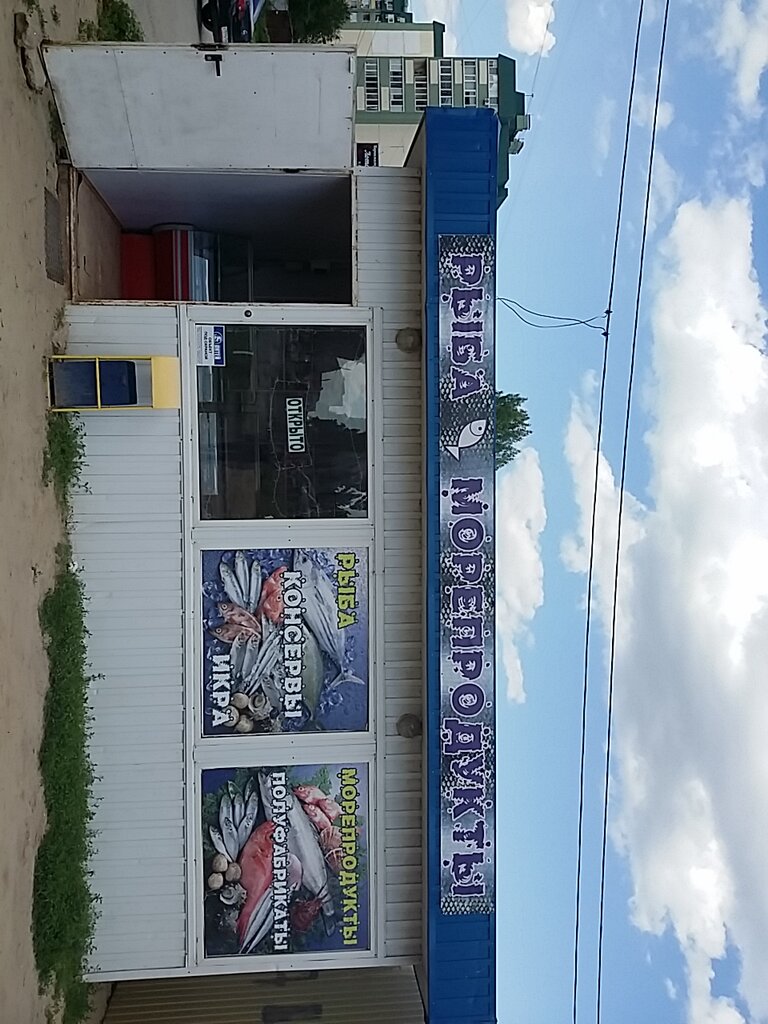 РЫБА МОРЕПРОДУКТЫ
ОТКРЫТО
РЫБА
КОНСЕРВЫ
ИКРА
МОРЕПРОДУКТЫ
ПОЛУФАБРИКАТЫ